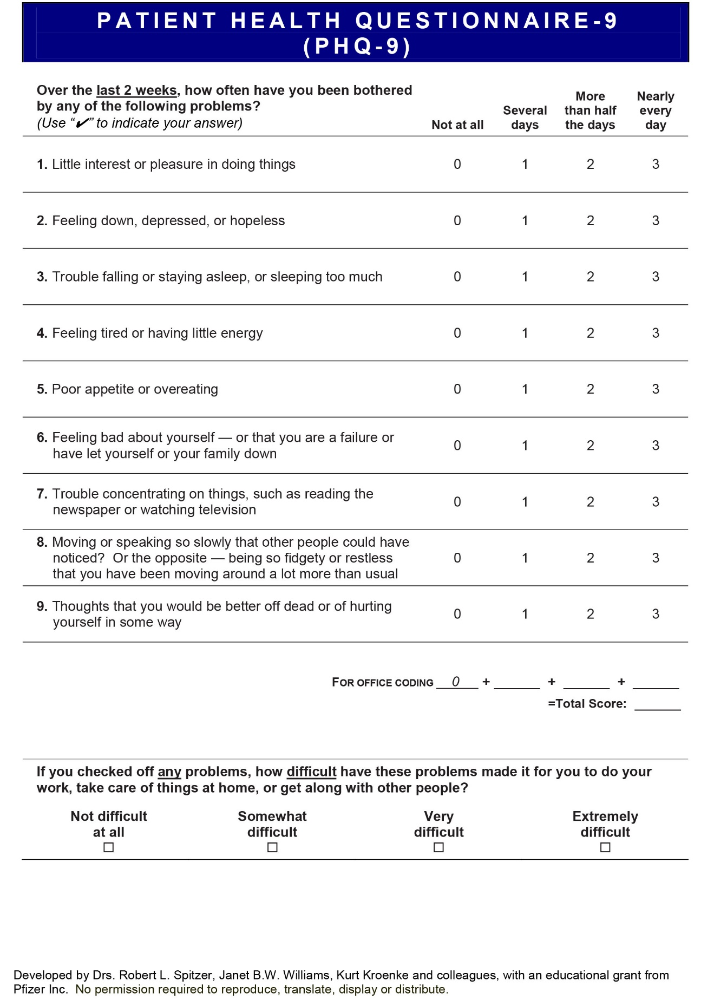 PATIENT HEALTH QUESTIONNAIRE-9
(PHQ-9)
Over the last 2 weeks, how often have you been bothered
by any of the following problems?
(Use “✔” to indicate your answer)
Not at all
Several
days
More
than half
the days
Nearly
every
day
1. Little interest or pleasure in doing things 0 1 2 3
2. Feeling down, depressed, or hopeless 0 1 2 3
3. Trouble falling or staying asleep, or sleeping too much 0 1 2 3
4. Feeling tired or having little energy 0 1 2 3
5. Poor appetite or overeating 0 1 2 3
6. Feeling bad about yourself — or that you are a failure or
have let yourself or your family down 0 1 2 3
7. Trouble concentrating on things, such as reading the
newspaper or watching television 0 1 2 3
8. Moving or speaking so slowly that other people could have
noticed?  Or the opposite — being so fidgety or restless 0 1 2 3
that you have been moving around a lot more than usual
9. Thoughts that you would be better off dead or of hurting
yourself in some way 0 1 2 3
FOR OFFICE CODING 0 + ______ + ______ + ______
=Total Score: ______
If you checked off any problems, how difficult have these problems made it for you to do your
work, take care of things at home, or get along with other people?
Not difficult
at all
☐
Somewhat
difficult
☐
Very
difficult
☐
Extremely
difficult
☐
Developed by Drs. Robert L. Spitzer, Janet B.W. Williams, Kurt Kroenke and colleagues, with an educational grant from
Pfizer Inc.  No permission required to reproduce, translate, display or distribute.